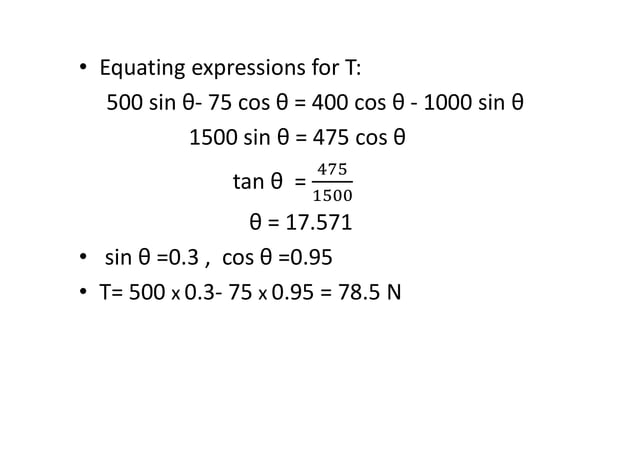 • Equating expressions for T:
500 sin θ- 75 cos θ = 400 cos θ - 1000 sin θ
1500 sin θ = 475 cos θ
tan θ = 475/1500
θ = 17.571
• sin θ =0.3 , cos θ =0.95
• T= 500 x 0.3- 75 x 0.95 = 78.5 N